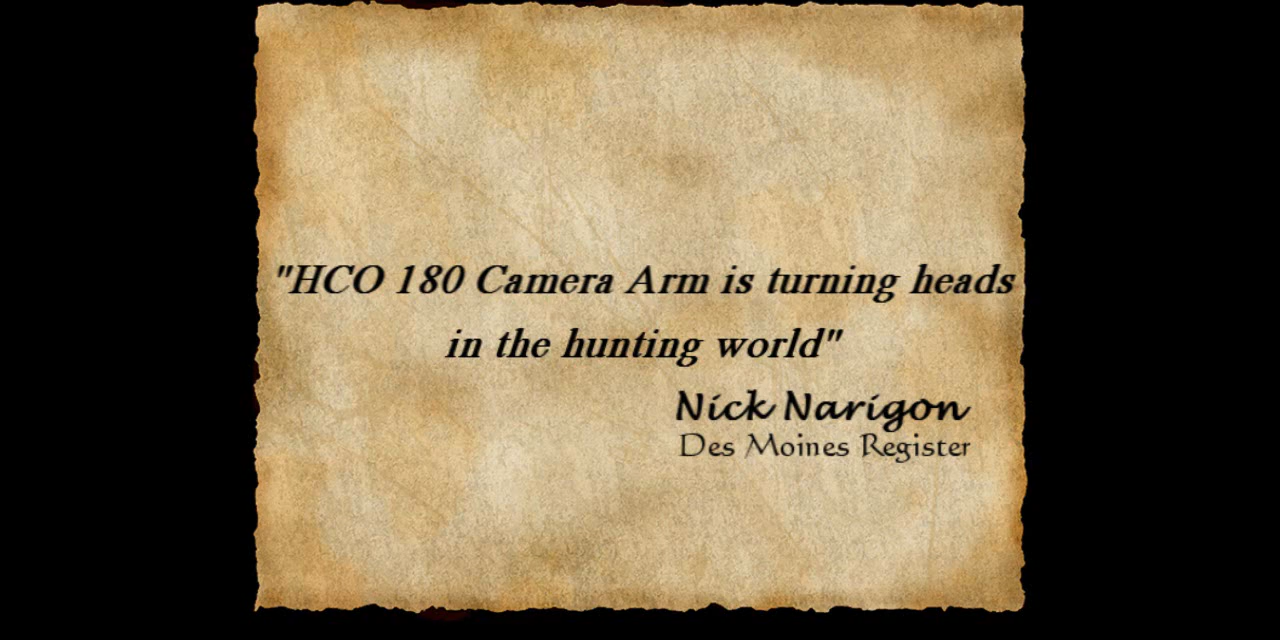 "HCO 180 Camera Arm is turning heads
in the hunting world"
Nick Narigon
Des Moines Register